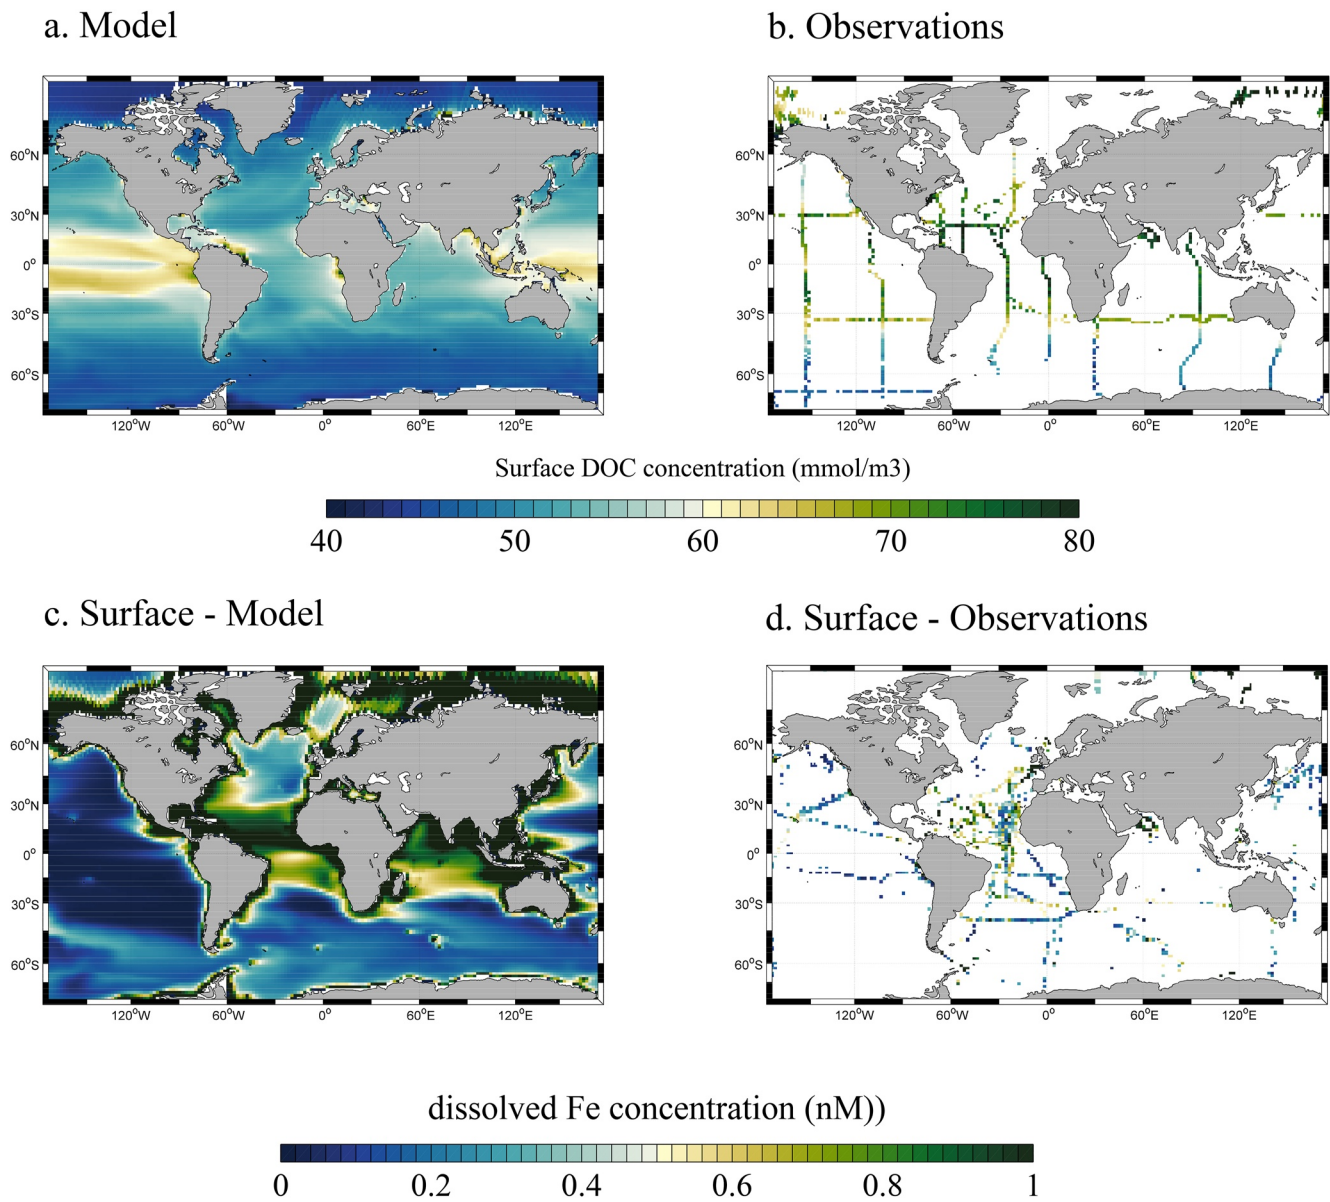 a. Model
b. Observations
60°N
30°N
0°
30°S
60°S
120°W
60°W
0°
60°E
120°E
60°N
30°N
0°
30°S
60°S
120°W
60°W
0°
60°E
120°E
Surface DOC concentration (mmol/m3)
40 50 60 70 80
c. Surface - Model
d. Surface - Observations
60°N
30°N
0°
30°S
60°S
120°W
60°W
0°
60°E
120°E
60°N
30°N
0°
30°S
60°S
120°W
60°W
0°
60°E
120°E
dissolved Fe concentration (nM))
0 0.2 0.4 0.6 0.8 1